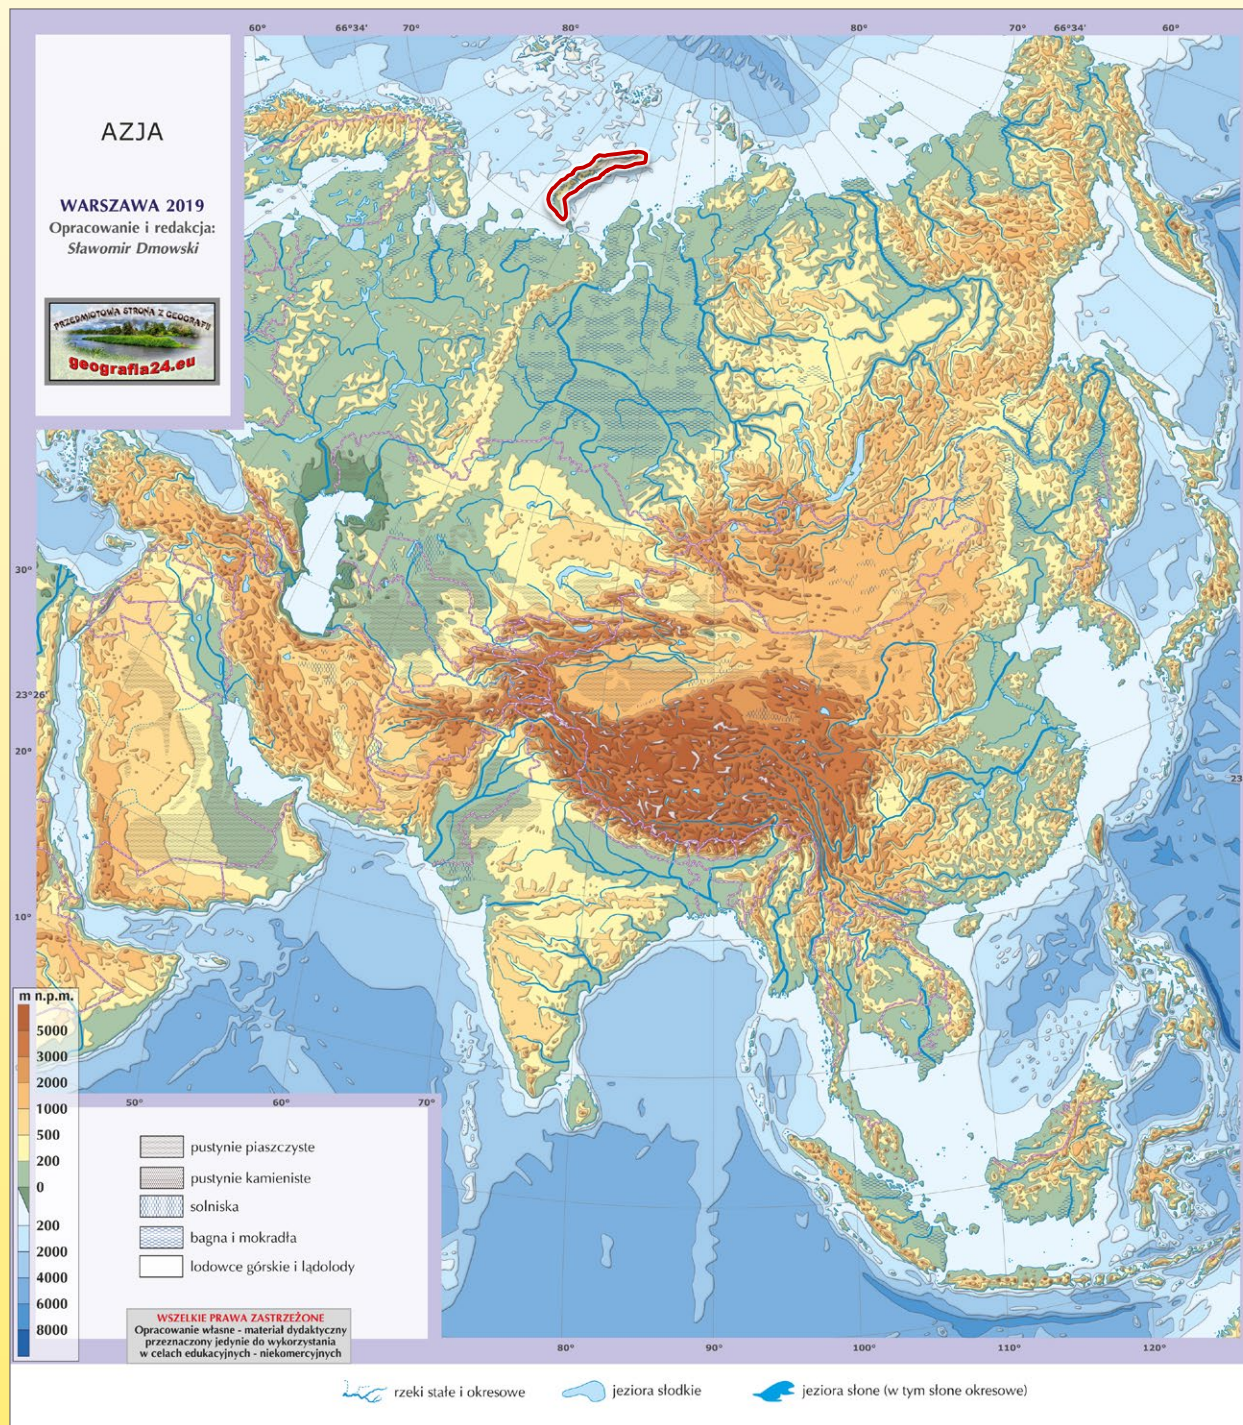 60°
66°34'
70°
80°
80°
70°
66°34'
60°
AZJA
WARSZAWA 2019
Opracowanie i redakcja:
Sławomir Dmowski
PRZEDMIOTOWA STRONA Z GEOGRAFII
geografia24.eu
30°
23°26'
20°
10°
23
m n.p.m.
5000
3000
2000
1000
500
200
0
200
2000
4000
6000
8000
50°
60°
70°
pustynie piaszczyste
pustynie kamieniste
solniska
bagna i mokradła
lodowce górskie i lądolody
WSZELKIE PRAWA ZASTRZEŻONE
Opracowanie własne - materiał dydaktyczny
przeznaczony jedynie do wykorzystania
w celach edukacyjnych - niekomercyjnych
80°
90°
100°
110°
120°
rzeki stałe i okresowe
jeziora słodkie
jeziora słone (w tym słone okresowe)